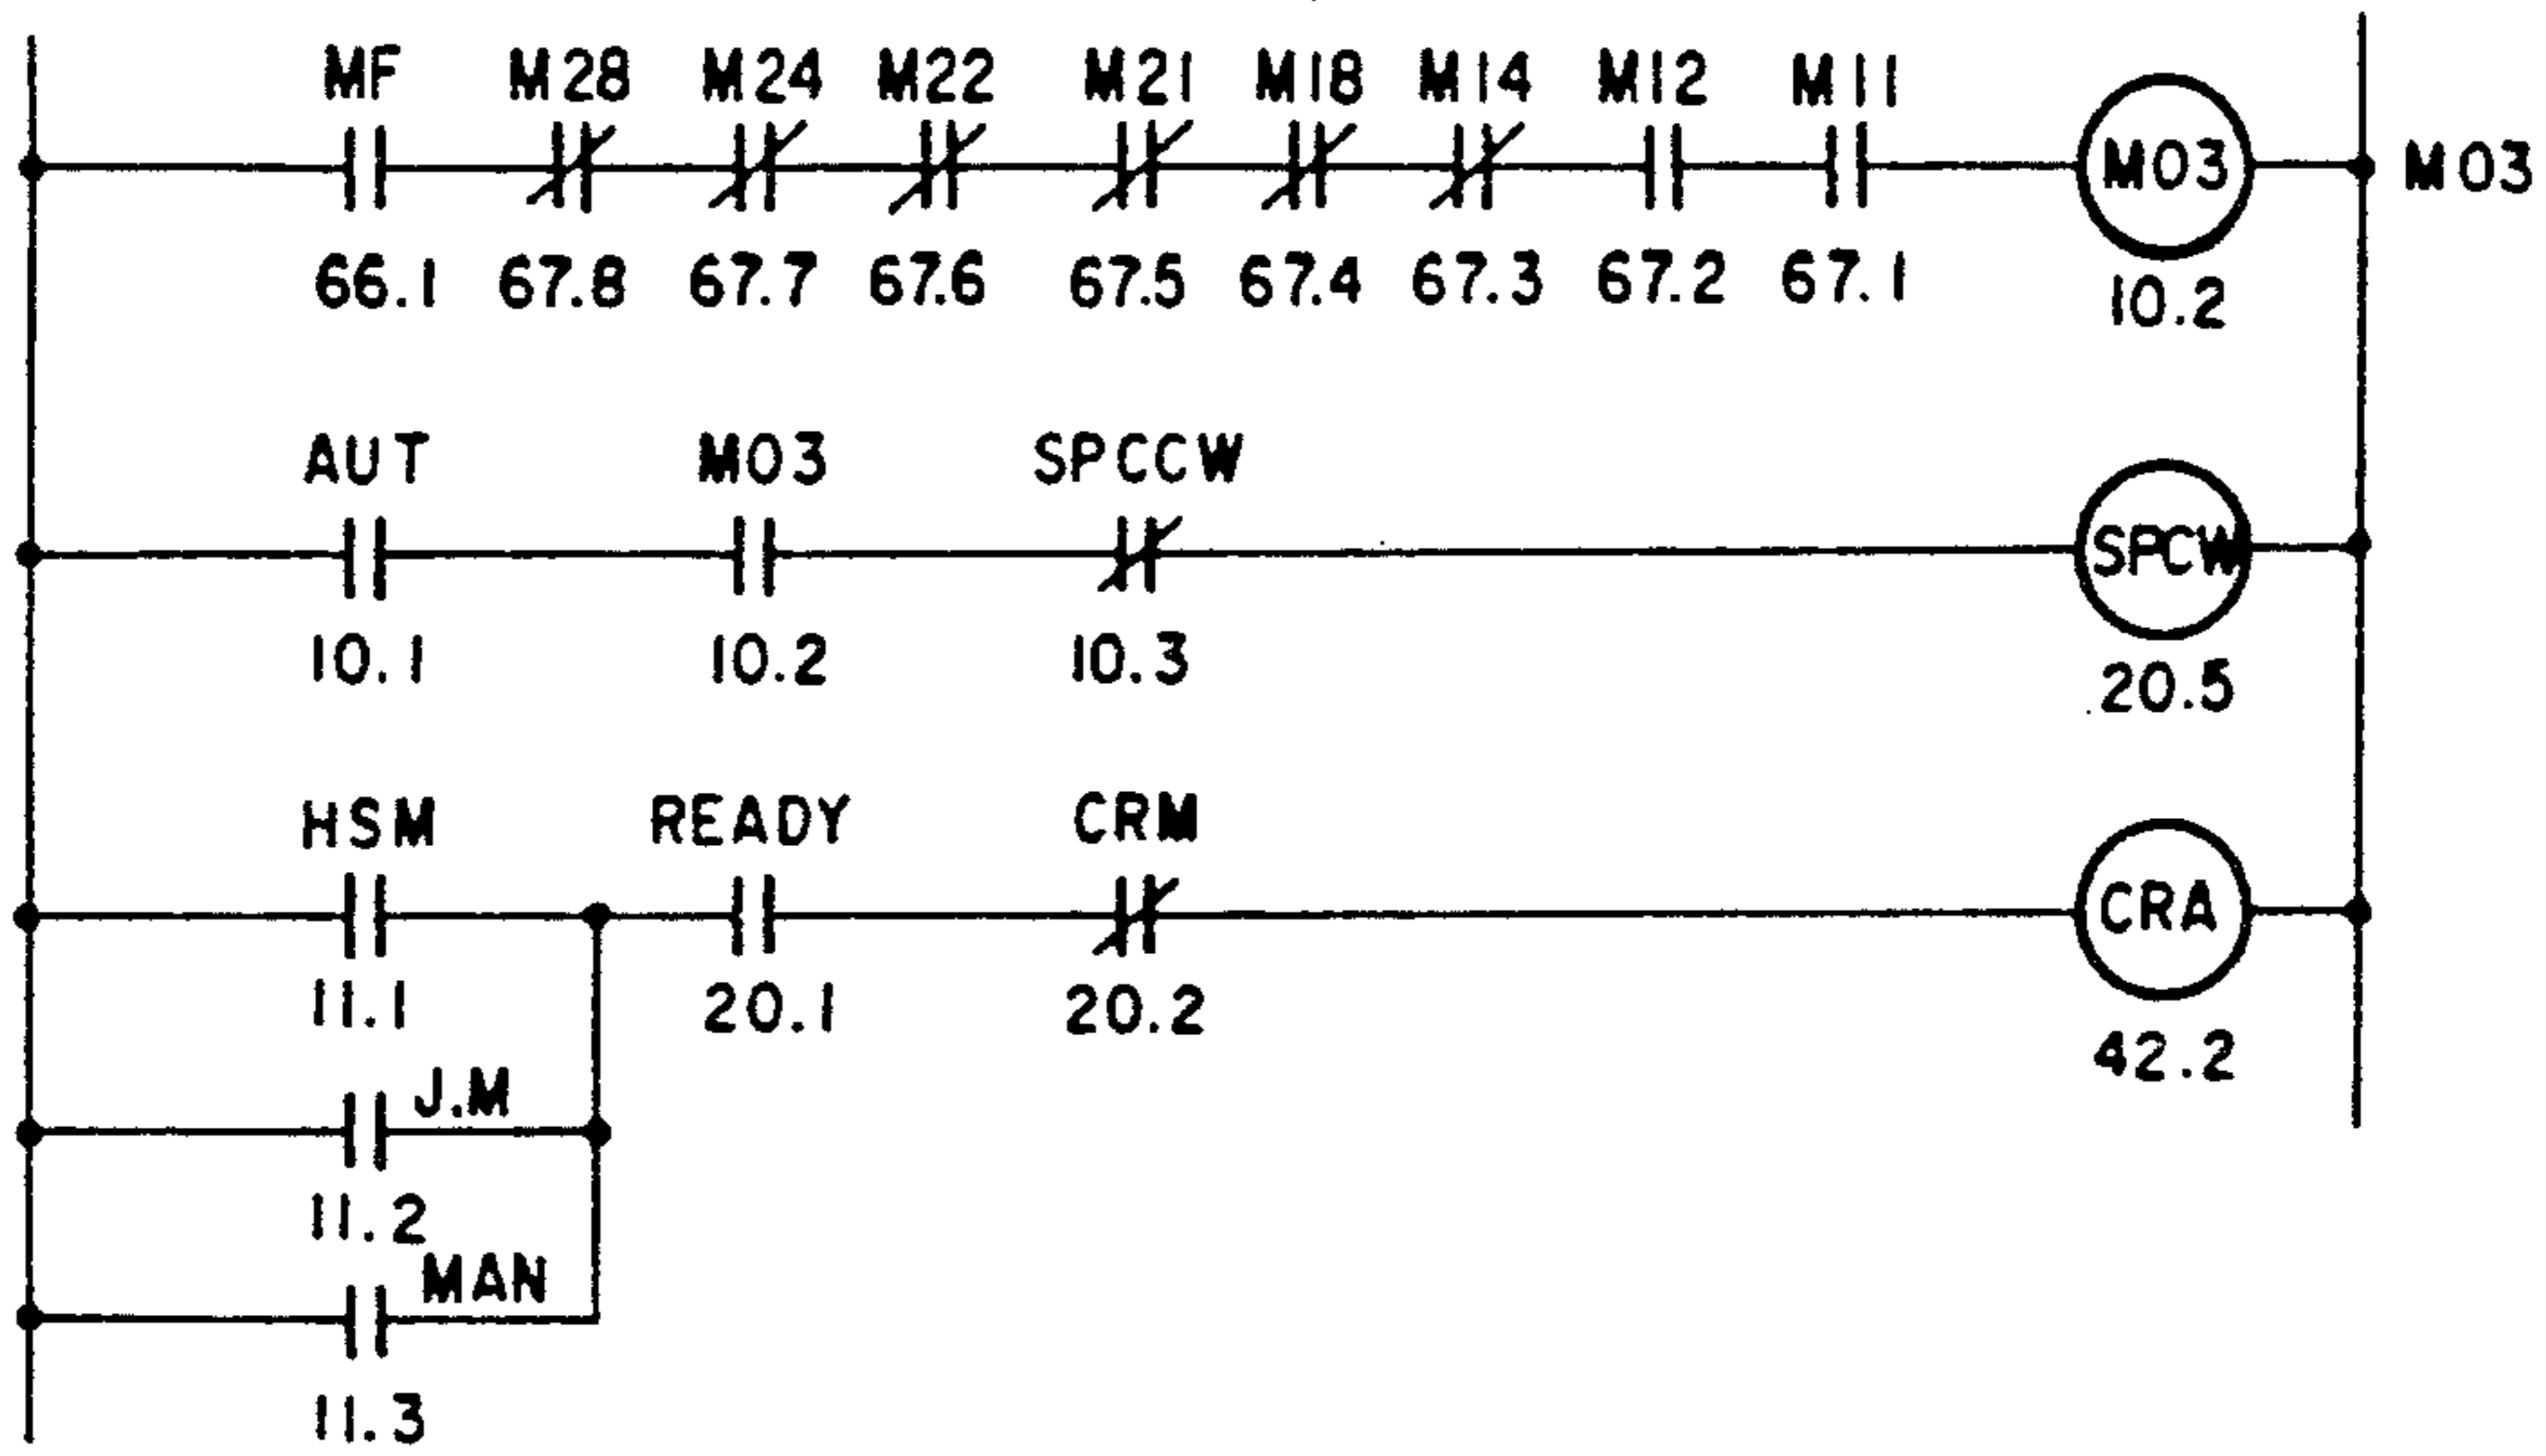 MF M28 M24 M22 M21 M18 M14 M12 M11
M03 M03
66.1 67.8 67.7 67.6 67.5 67.4 67.3 67.2 67.1 10.2
AUT M03 SPCCW
SPCW
10.1 10.2 10.3 20.5
HSM READY CRM
CRA
11.1 20.1 20.2 42.2
J.M
11.2
MAN
11.3